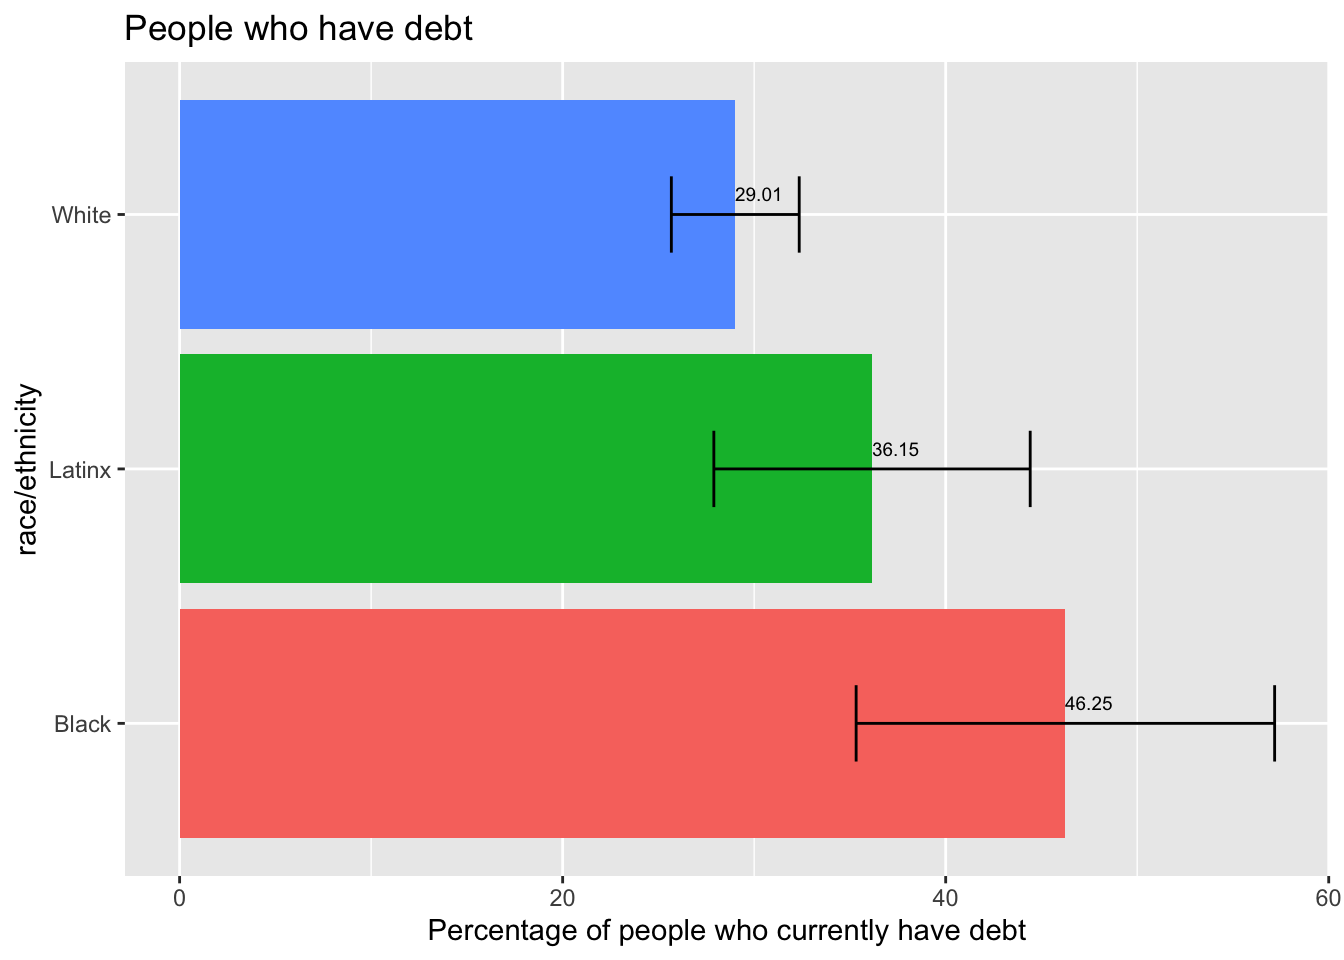 People who have debt
White
29.01
Latinx
36.15
Black
46.25
race/ethnicity
0 20 40 60
Percentage of people who currently have debt